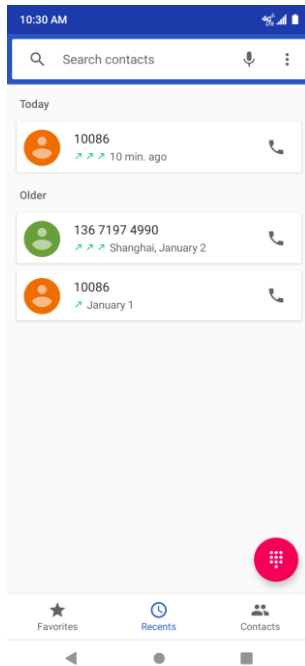 10:30 AM
Search contacts
Today
10086
10 min. ago
Older
136 7197 4990
Shanghai, January 2
10086
January 1
Favorites
Recents
Contacts